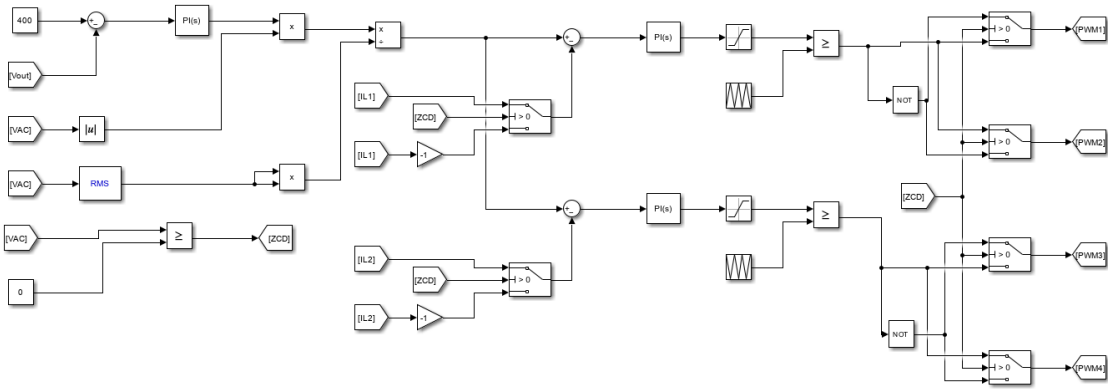 400
+
-
PI(s)
x
x
÷
[Vout]
[VAC]
|u|
[VAC]
RMS
x
[VAC]
≥
[ZCD]
0
+
-
PI(s)
≥
[IL1]
[ZCD]
> 0
[IL1]
-1
NOT
> 0
[PWM1]
> 0
[PWM2]
[ZCD]
+
-
PI(s)
≥
[IL2]
[ZCD]
> 0
[IL2]
-1
NOT
> 0
[PWM3]
> 0
[PWM4]